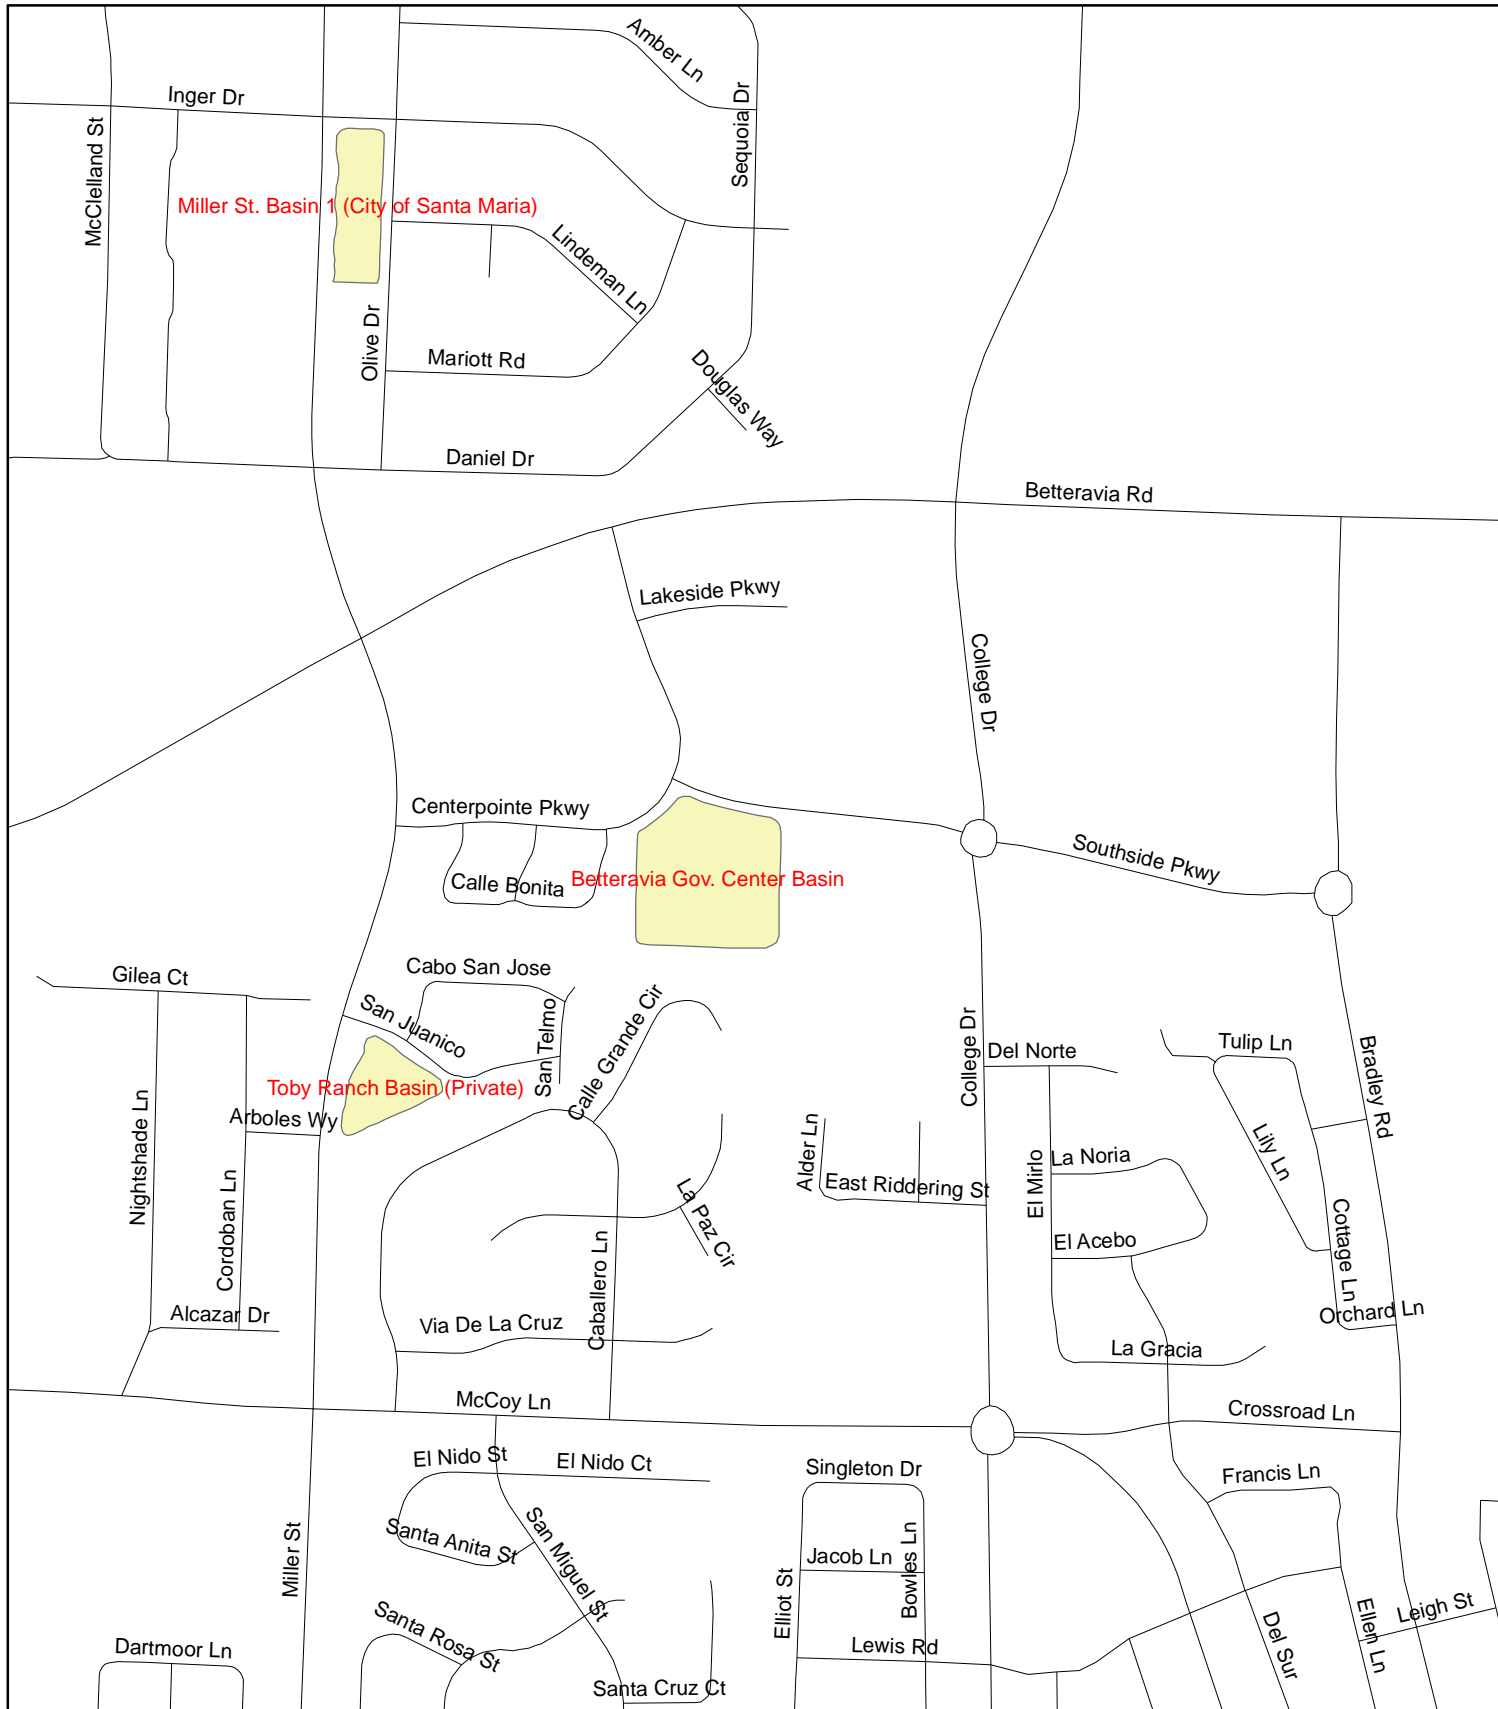 Amber Ln
Inger Dr
Sequoia Dr
McClelland St
Miller St. Basin 1 (City of Santa Maria)
Lindeman Ln
Olive Dr
Mariott Rd
Douglas Way
Daniel Dr
Betteravia Rd
Lakeside Pkwy
College Dr
Centerpointe Pkwy
Southside Pkwy
Calle Bonita
Betteravia Gov. Center Basin
Cabo San Jose
Gilea Ct
San Juanico
San Telmo
Calle Grande Cir
College Dr
Del Norte
Tulip Ln
Bradley Rd
Toby Ranch Basin (Private)
Arboles Wy
Nightshade Ln
Cordoban Ln
Alder Ln
East Riddering St
El Mirlo
La Noria
Lily Ln
La Paz Cir
El Acebo
Cottage Ln
Caballero Ln
Alcazar Dr
Via De La Cruz
Orchard Ln
La Gracia
McCoy Ln
Crossroad Ln
El Nido St
El Nido Ct
Singleton Dr
Francis Ln
Miller St
Santa Anita St
San Miguel St
Jacob Ln
Bowles Ln
Elliot St
Ellen Ln
Leigh St
Santa Rosa St
Dartmoor Ln
Lewis Rd
Del Sur
Santa Cruz Ct